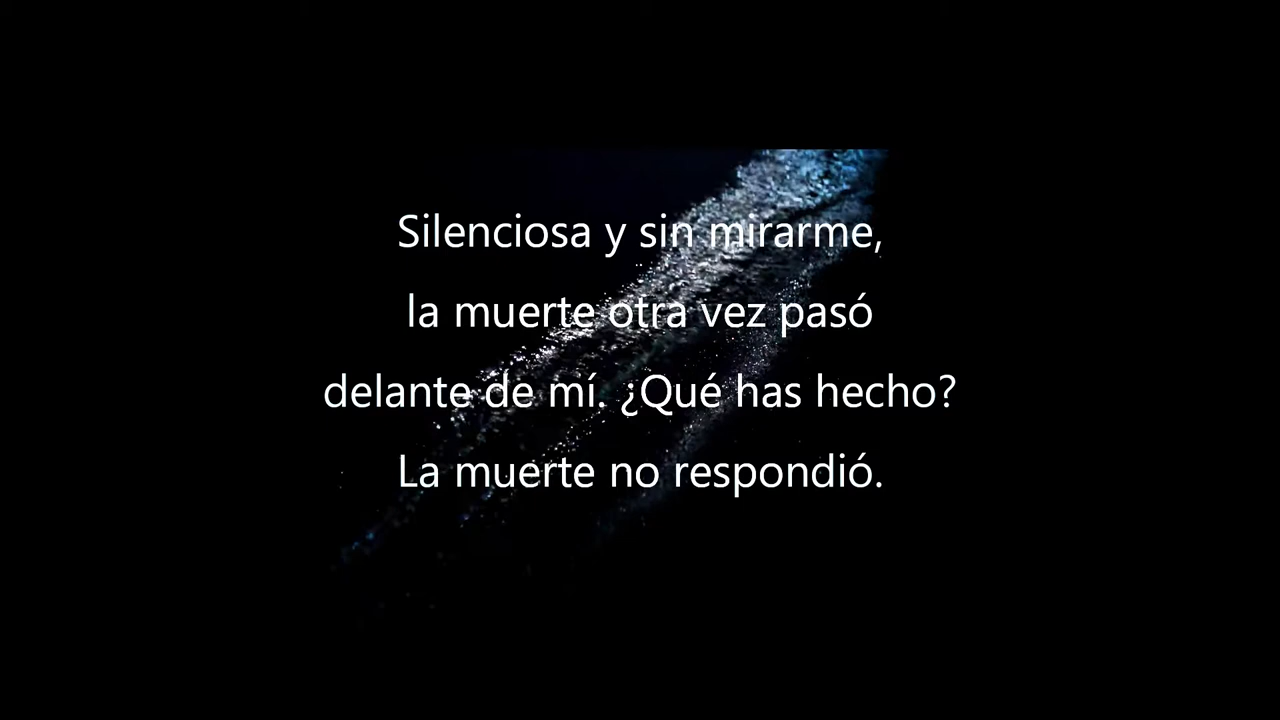 Silenciosa y sin mirarme,
la muerte otra vez pasó
delante de mí. ¿Qué has hecho?
La muerte no respondió.